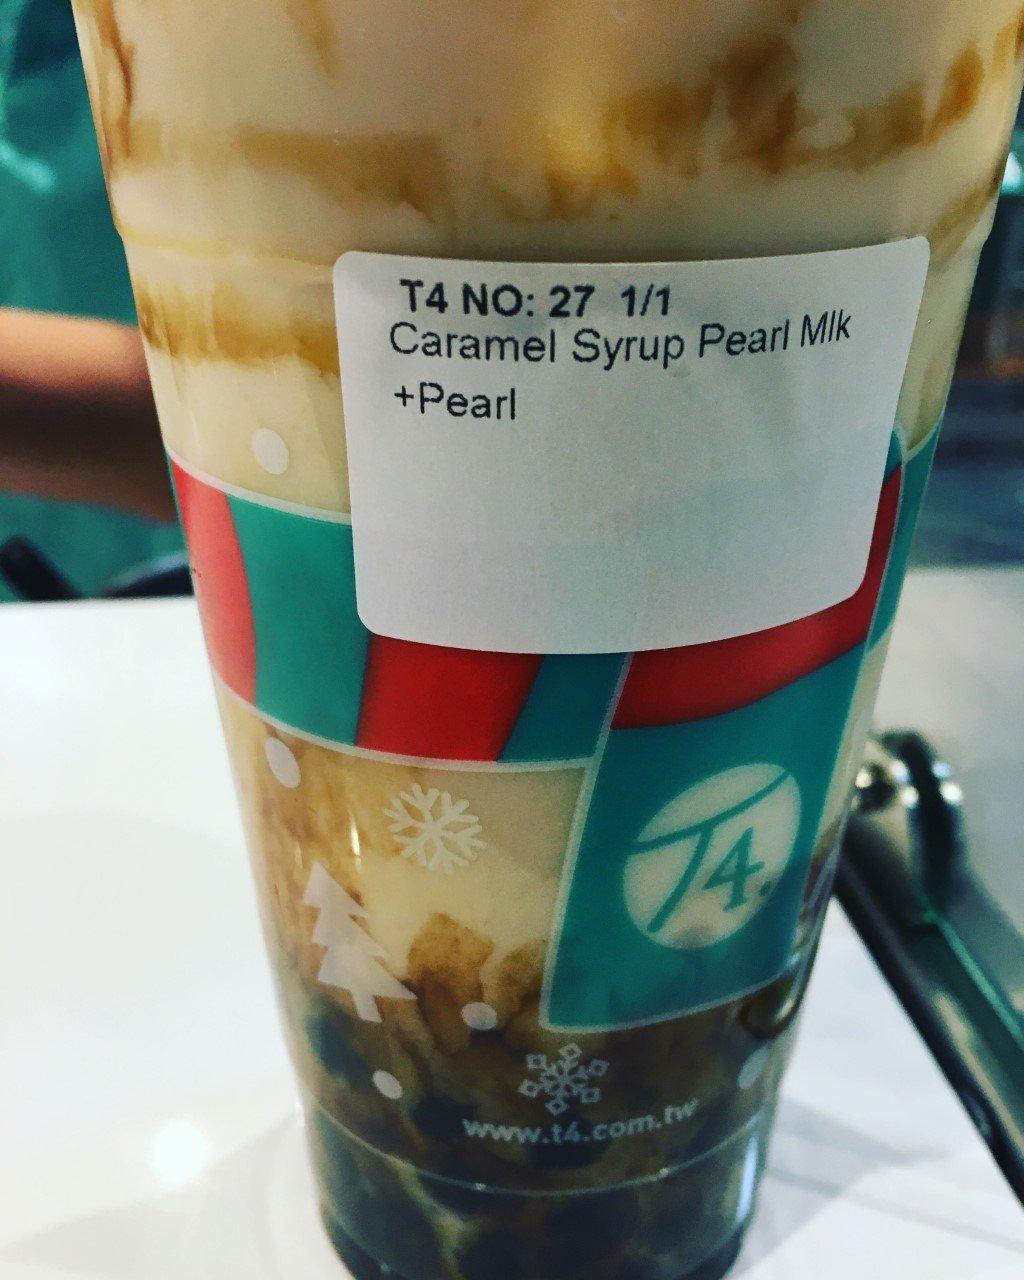 T4 NO: 27 1/1
Caramel Syrup Pearl Mlk
+Pearl
T4.
www.t4.com.tw